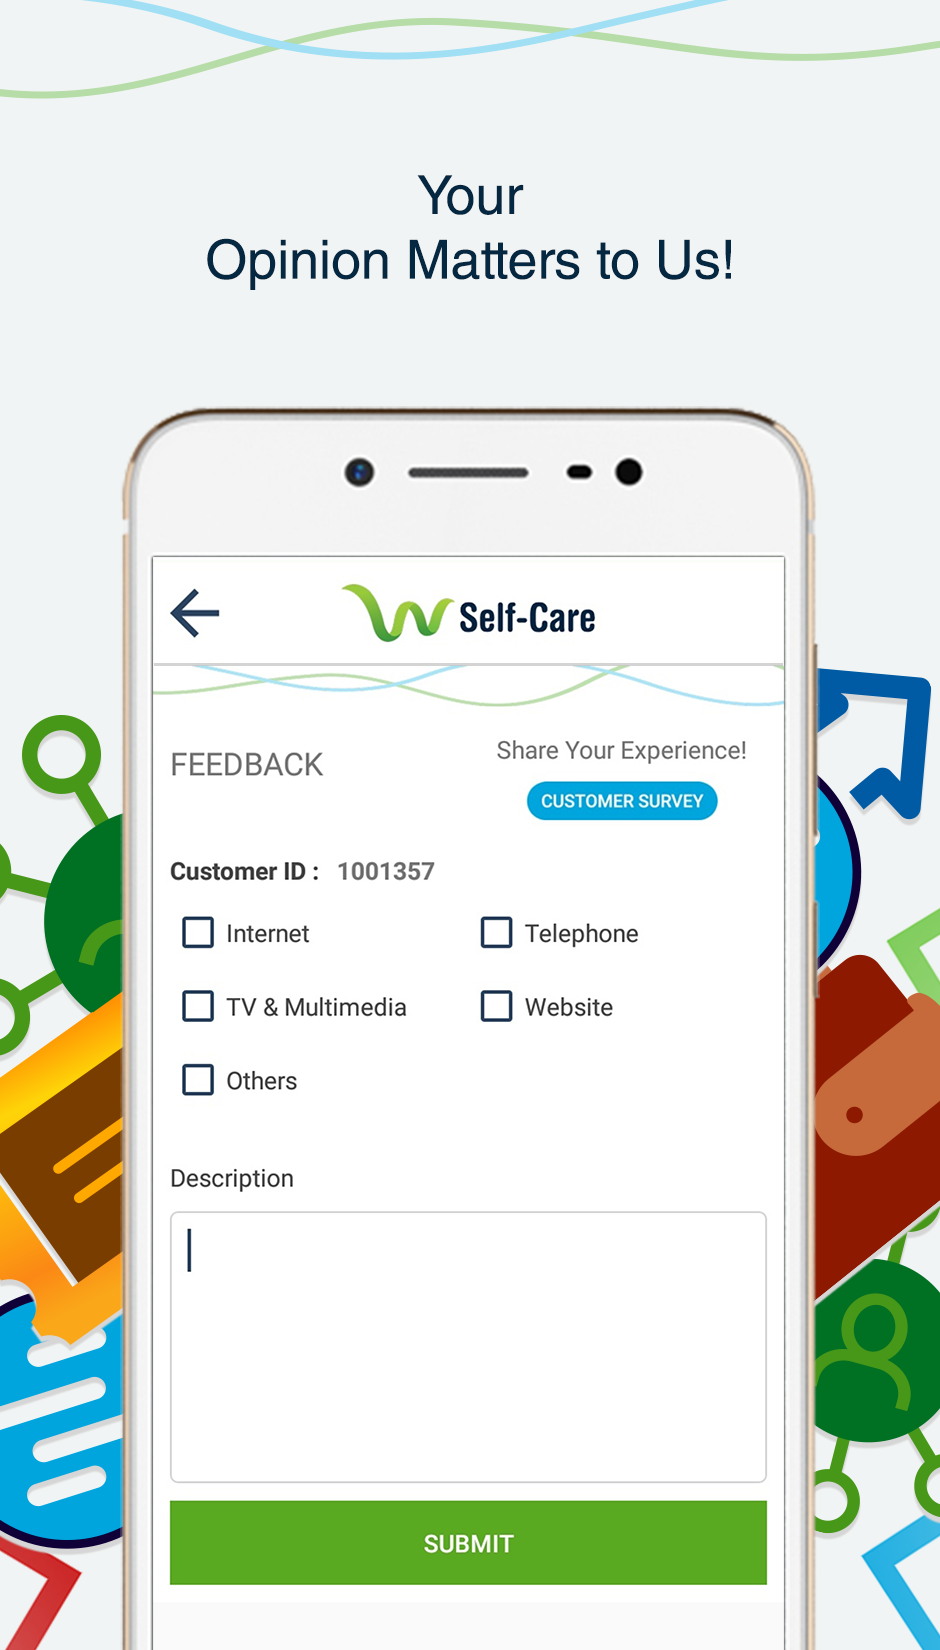 Your
Opinion Matters to Us!
W Self-Care
FEEDBACK
Share Your Experience!
CUSTOMER SURVEY
Customer ID : 1001357
Internet
Telephone
TV & Multimedia
Website
Others
Description
SUBMIT